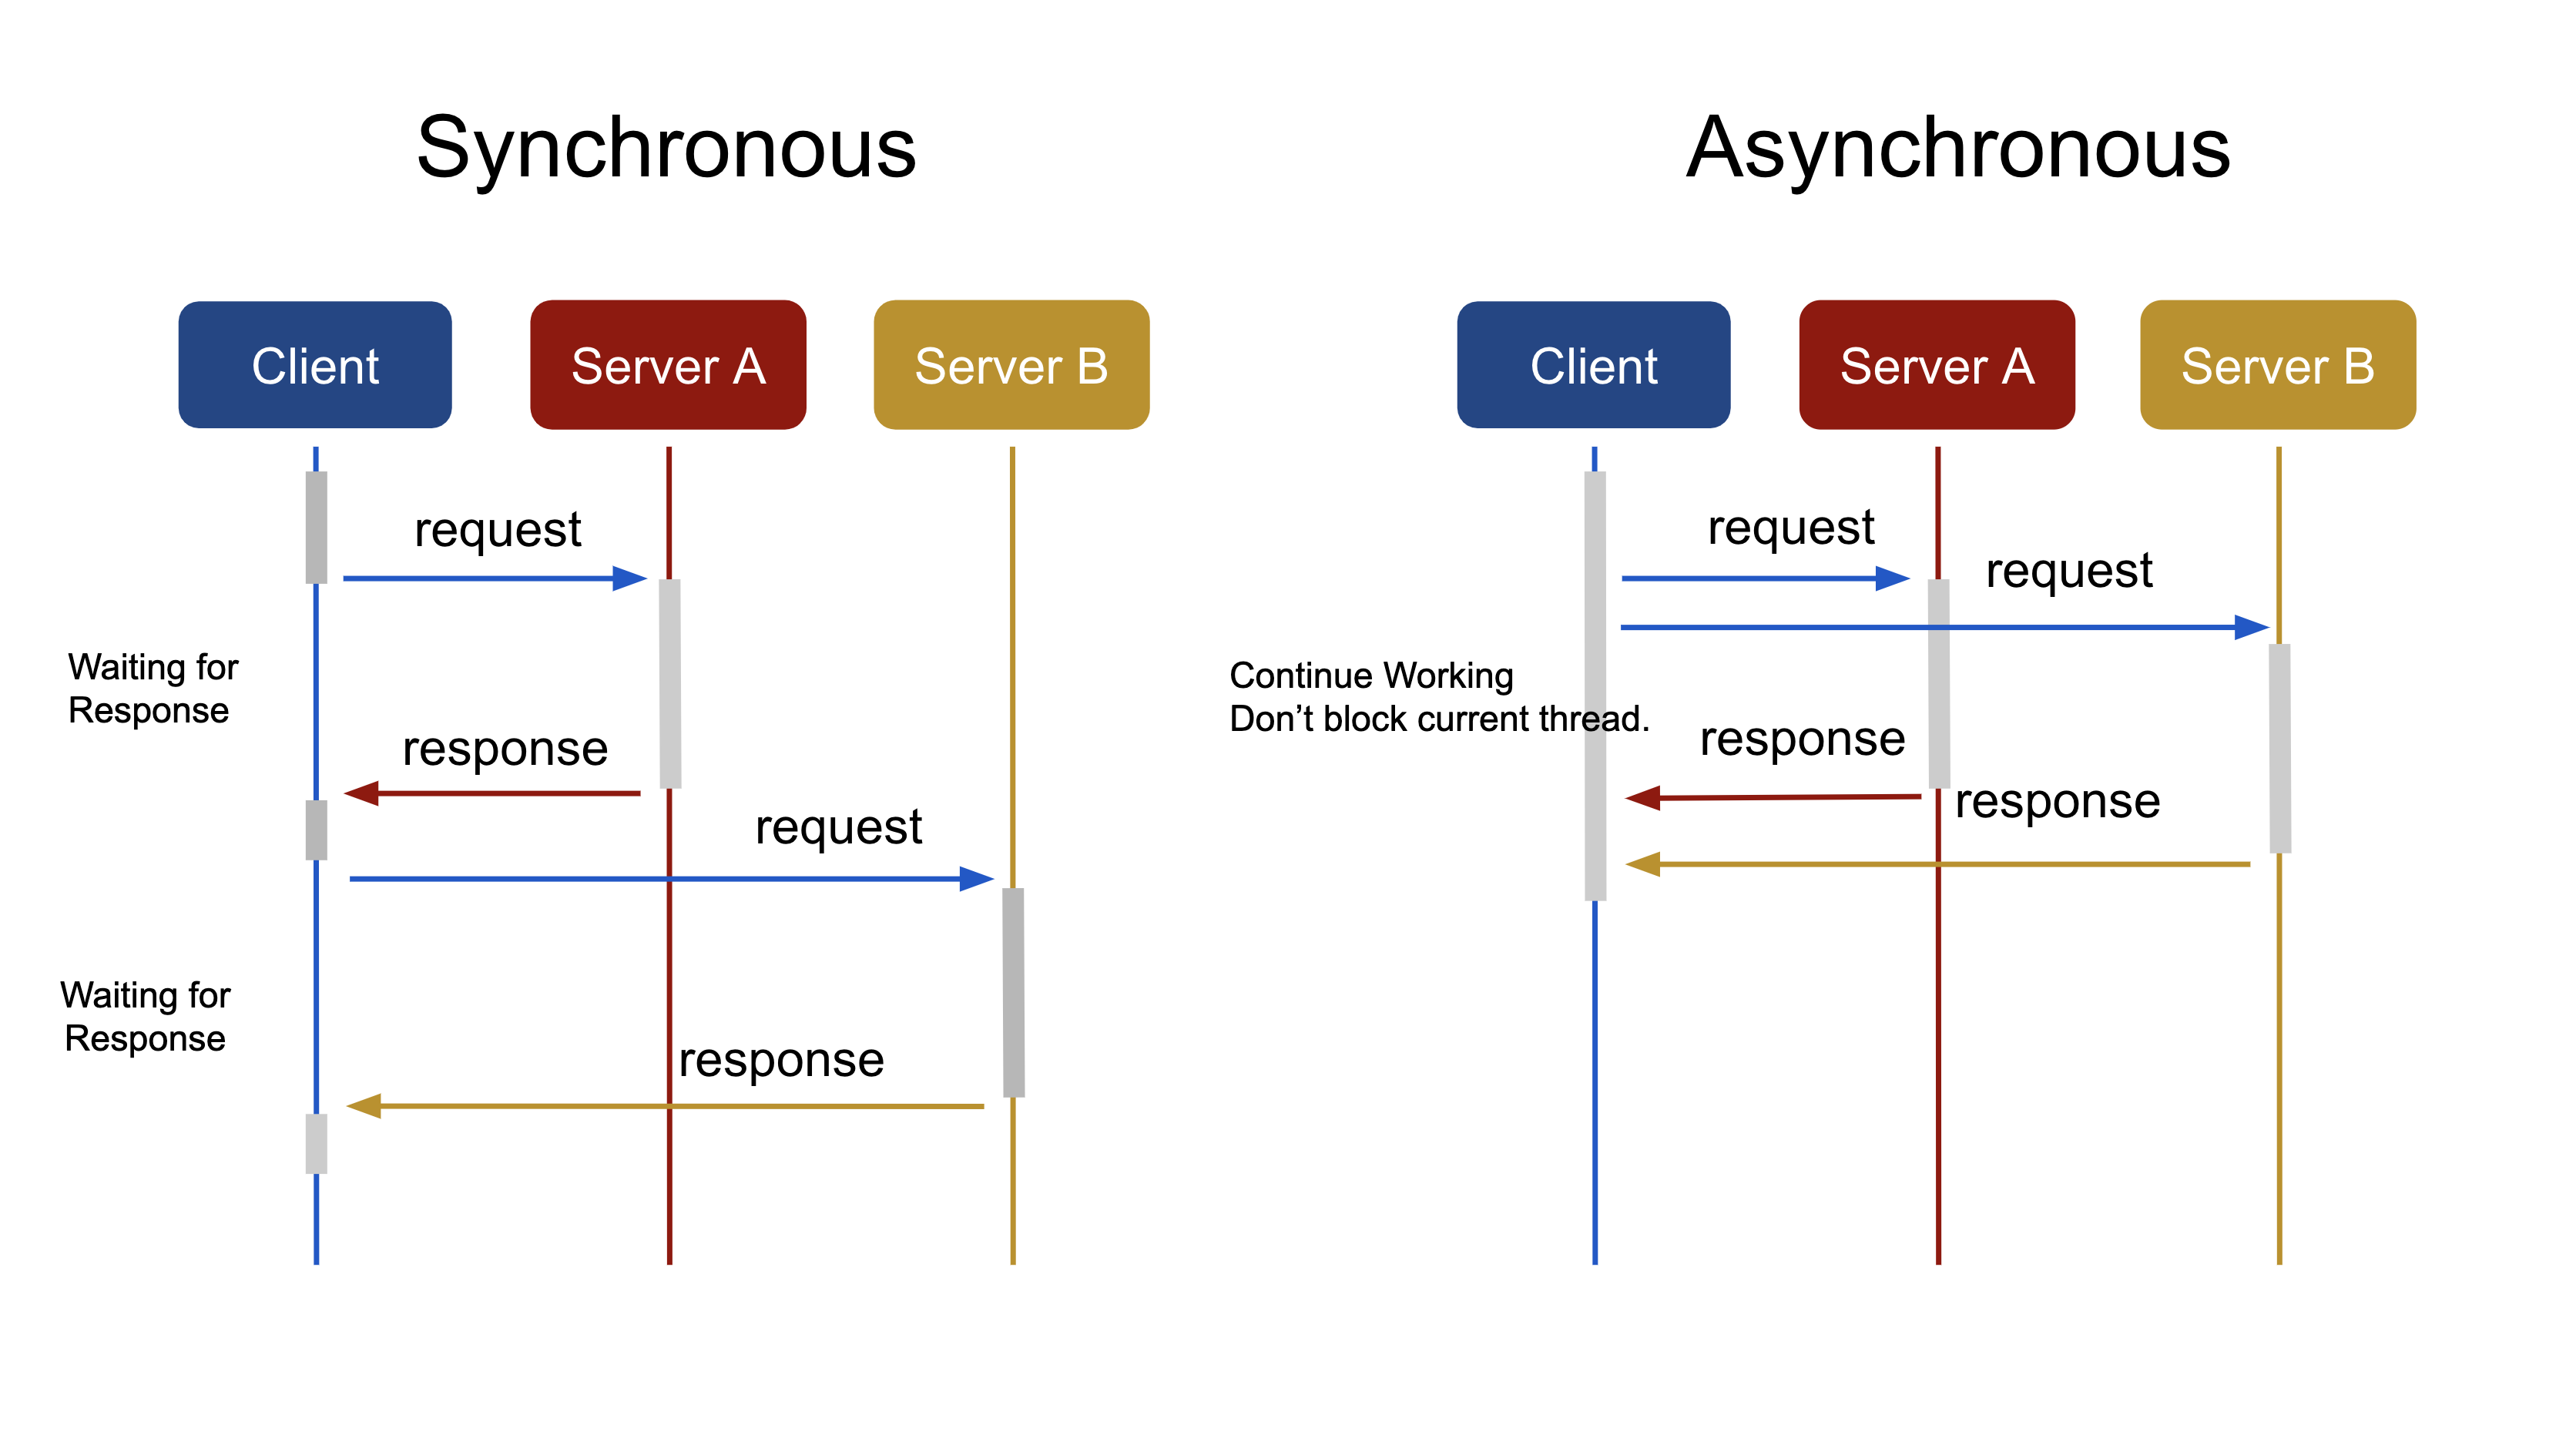 Synchronous
Client
Server A
Server B
request
Waiting for
Response
response
request
Waiting for
Response
response
Asynchronous
Client
Server A
Server B
request
request
Continue Working
Don’t block current thread.
response
response